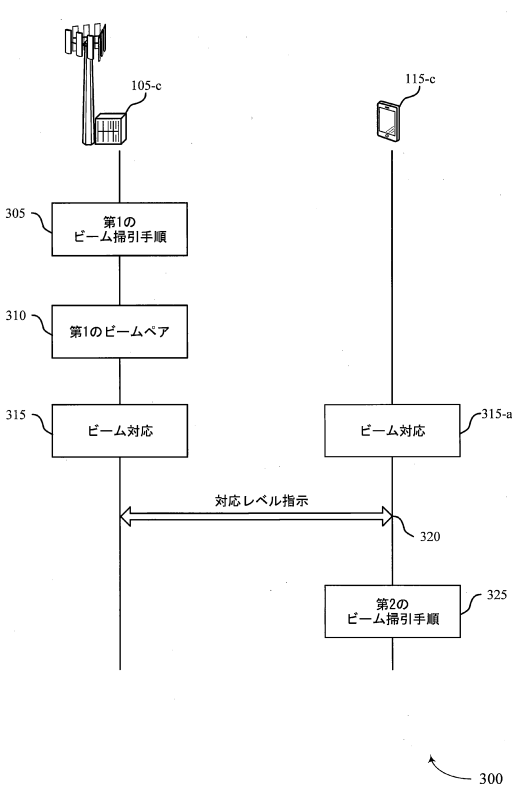 105-c
115-c
305
第1の
ビーム掃引手順
310
第1のビームペア
315
ビーム対応
ビーム対応
315-a
対応レベル指示
320
第2の
ビーム掃引手順
325
300